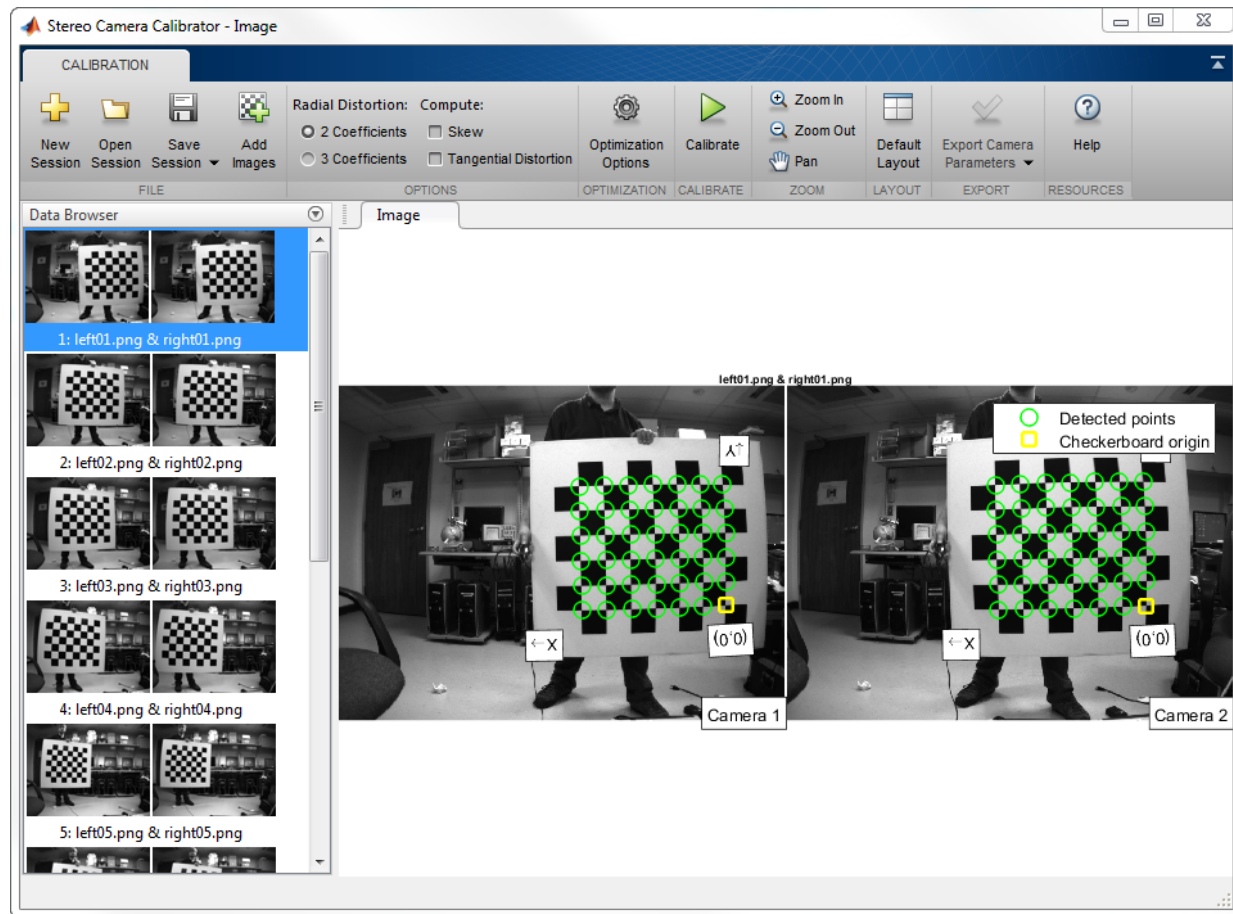 Stereo Camera Calibrator - Image
CALIBRATION
New Session
Open Session
Save Session
Add Images
FILE
Radial Distortion:
2 Coefficients
3 Coefficients
Compute:
Skew
Tangential Distortion
OPTIONS
Optimization Options
OPTIMIZATION
Calibrate
CALIBRATE
Zoom In
Zoom Out
Pan
ZOOM
Default Layout
LAYOUT
Export Camera Parameters
EXPORT
Help
RESOURCES
Data Browser
1: left01.png & right01.png
2: left02.png & right02.png
3: left03.png & right03.png
4: left04.png & right04.png
5: left05.png & right05.png
Image
left01.png & right01.png
Detected points
Checkerboard origin
Y↑
←X
(0,0)
Camera 1
←X
(0,0)
Camera 2